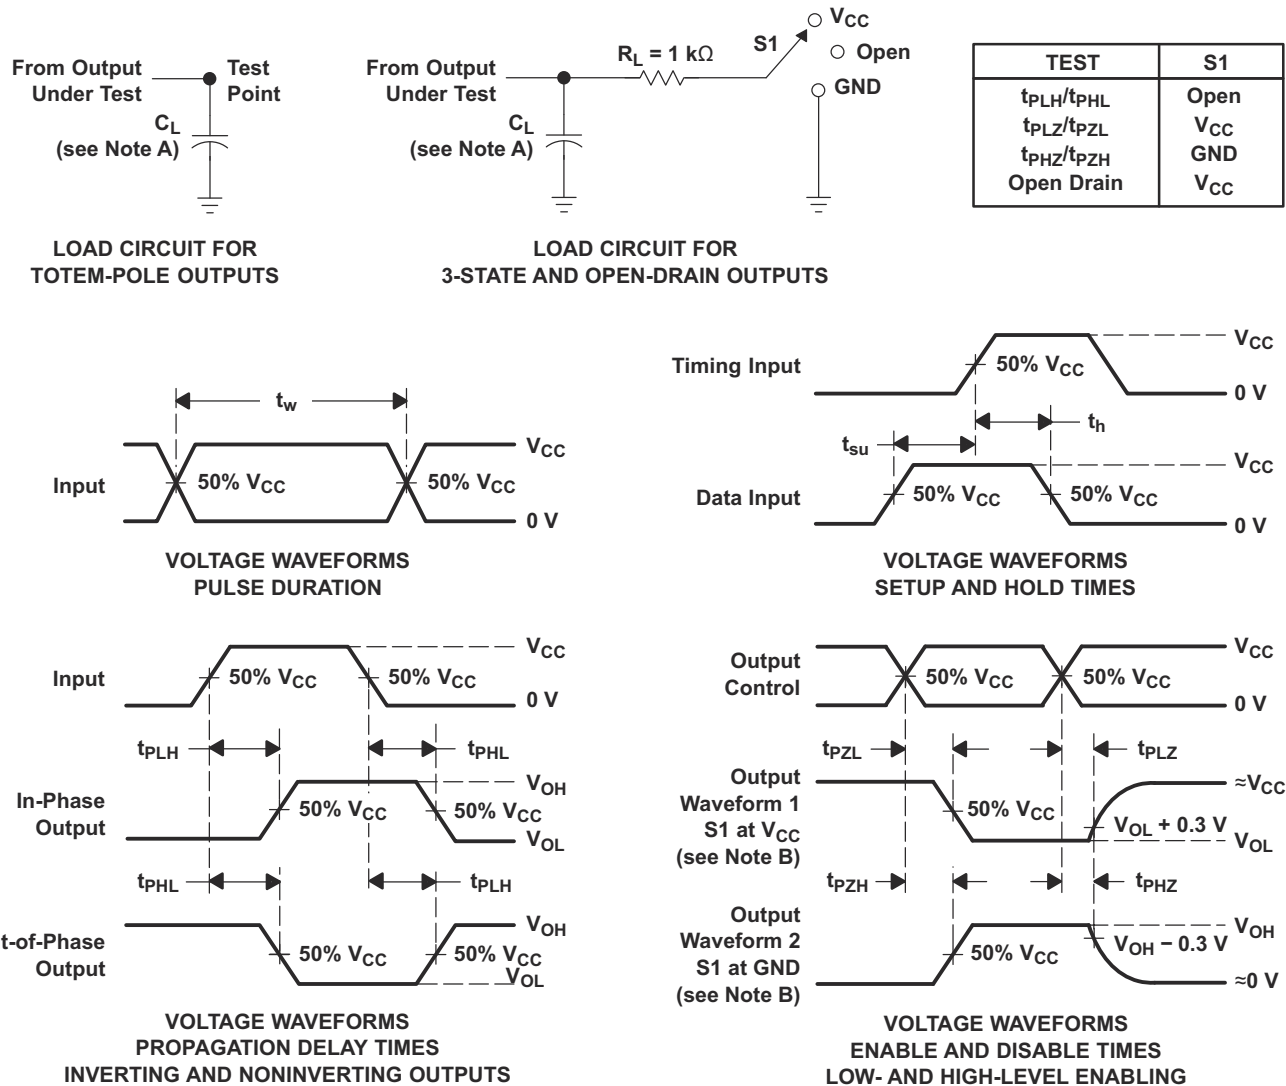 From Output
Under Test
Test
Point
C_L
(see Note A)
LOAD CIRCUIT FOR
TOTEM-POLE OUTPUTS
From Output
Under Test
R_L = 1 kΩ
S1
V_CC
Open
GND
C_L
(see Note A)
LOAD CIRCUIT FOR
3-STATE AND OPEN-DRAIN OUTPUTS
TEST S1
t_PLH/t_PHL Open
t_PLZ/t_PZL V_CC
t_PHZ/t_PZH GND
Open Drain V_CC
t_w
Input
50% V_CC
50% V_CC
V_CC
0 V
VOLTAGE WAVEFORMS
PULSE DURATION
Timing Input
50% V_CC
V_CC
0 V
t_su
t_h
Data Input
50% V_CC
50% V_CC
V_CC
0 V
VOLTAGE WAVEFORMS
SETUP AND HOLD TIMES
Input
50% V_CC
50% V_CC
V_CC
0 V
t_PLH
t_PHL
In-Phase
Output
50% V_CC
50% V_CC
V_OH
V_OL
t_PHL
t_PLH
t-of-Phase
Output
50% V_CC
50% V_CC
V_OH
V_OL
VOLTAGE WAVEFORMS
PROPAGATION DELAY TIMES
INVERTING AND NONINVERTING OUTPUTS
Output
Control
50% V_CC
50% V_CC
V_CC
0 V
t_PZL
t_PLZ
Output
Waveform 1
S1 at V_CC
(see Note B)
50% V_CC
V_OL + 0.3 V
≈V_CC
V_OL
t_PZH
t_PHZ
Output
Waveform 2
S1 at GND
(see Note B)
50% V_CC
V_OH − 0.3 V
V_OH
≈0 V
VOLTAGE WAVEFORMS
ENABLE AND DISABLE TIMES
LOW- AND HIGH-LEVEL ENABLING